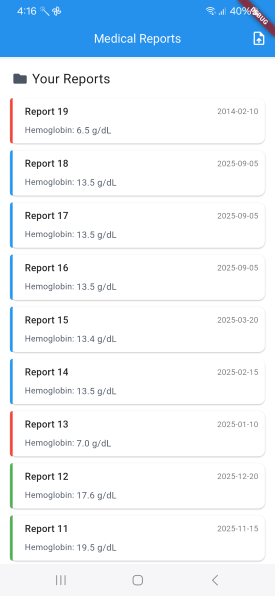 4:16 40%
DEBUG
Medical Reports
Your Reports
Report 19 2014-02-10
Hemoglobin: 6.5 g/dL
Report 18 2025-09-05
Hemoglobin: 13.5 g/dL
Report 17 2025-09-05
Hemoglobin: 13.5 g/dL
Report 16 2025-09-05
Hemoglobin: 13.5 g/dL
Report 15 2025-03-20
Hemoglobin: 13.4 g/dL
Report 14 2025-02-15
Hemoglobin: 13.5 g/dL
Report 13 2025-01-10
Hemoglobin: 7.0 g/dL
Report 12 2025-12-20
Hemoglobin: 17.6 g/dL
Report 11 2025-11-15
Hemoglobin: 19.5 g/dL